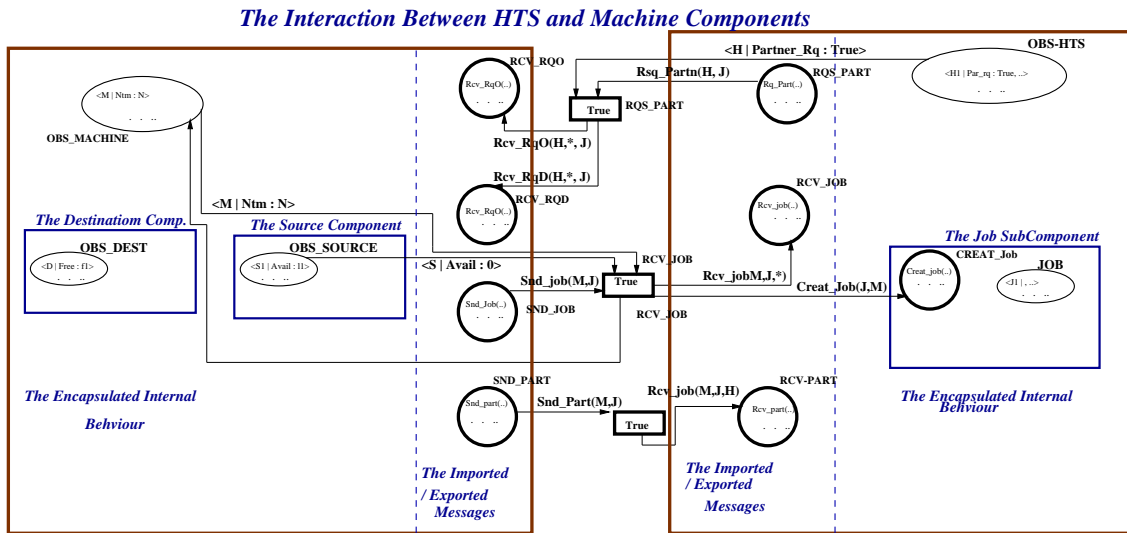 The Interaction Between HTS and Machine Components
OBS-HTS
<H | Partner_Rq : True>
RCV_RQO
Rsq_Partn(H, J)
RQS_PART
<H1 | Par_rq : True, ..>
. . ..
<M | Ntm : N>
. . ..
OBS_MACHINE
Rcv_RqO(..)
. . ..
Rq_Part(..)
. . ..
True
RQS_PART
Rcv_RqO(H,*, J)
Rcv_RqD(H,*, J)
RCV_RQD
Rcv_RqO(..)
. . ..
RCV_JOB
Rcv_job(..)
. . ..
<M | Ntm : N>
The Destinatiom Comp.
The Source Component
The Job SubComponent
OBS_DEST
<D | Free : f1>
. . ..
OBS_SOURCE
<S1 | Avail : l1>
. . ..
<S | Avail : 0>
RCV_JOB
CREAT_Job
Creat_job(..)
. . ..
JOB
<J1 | , ..>
. . ..
Snd_job(M,J)
True
Rcv_jobM,J,*)
Creat_Job(J,M)
Snd_Job(..)
. . ..
SND_JOB
RCV_JOB
SND_PART
Snd_part(..)
. . ..
Snd_Part(M,J)
True
Rcv_job(M,J,H)
RCV-PART
Rcv_part(..)
. . ..
The Encapsulated Internal
Behviour
The Encapsulated Internal
Behviour
The Imported
/ Exported
Messages
The Imported
/ Exported
Messages